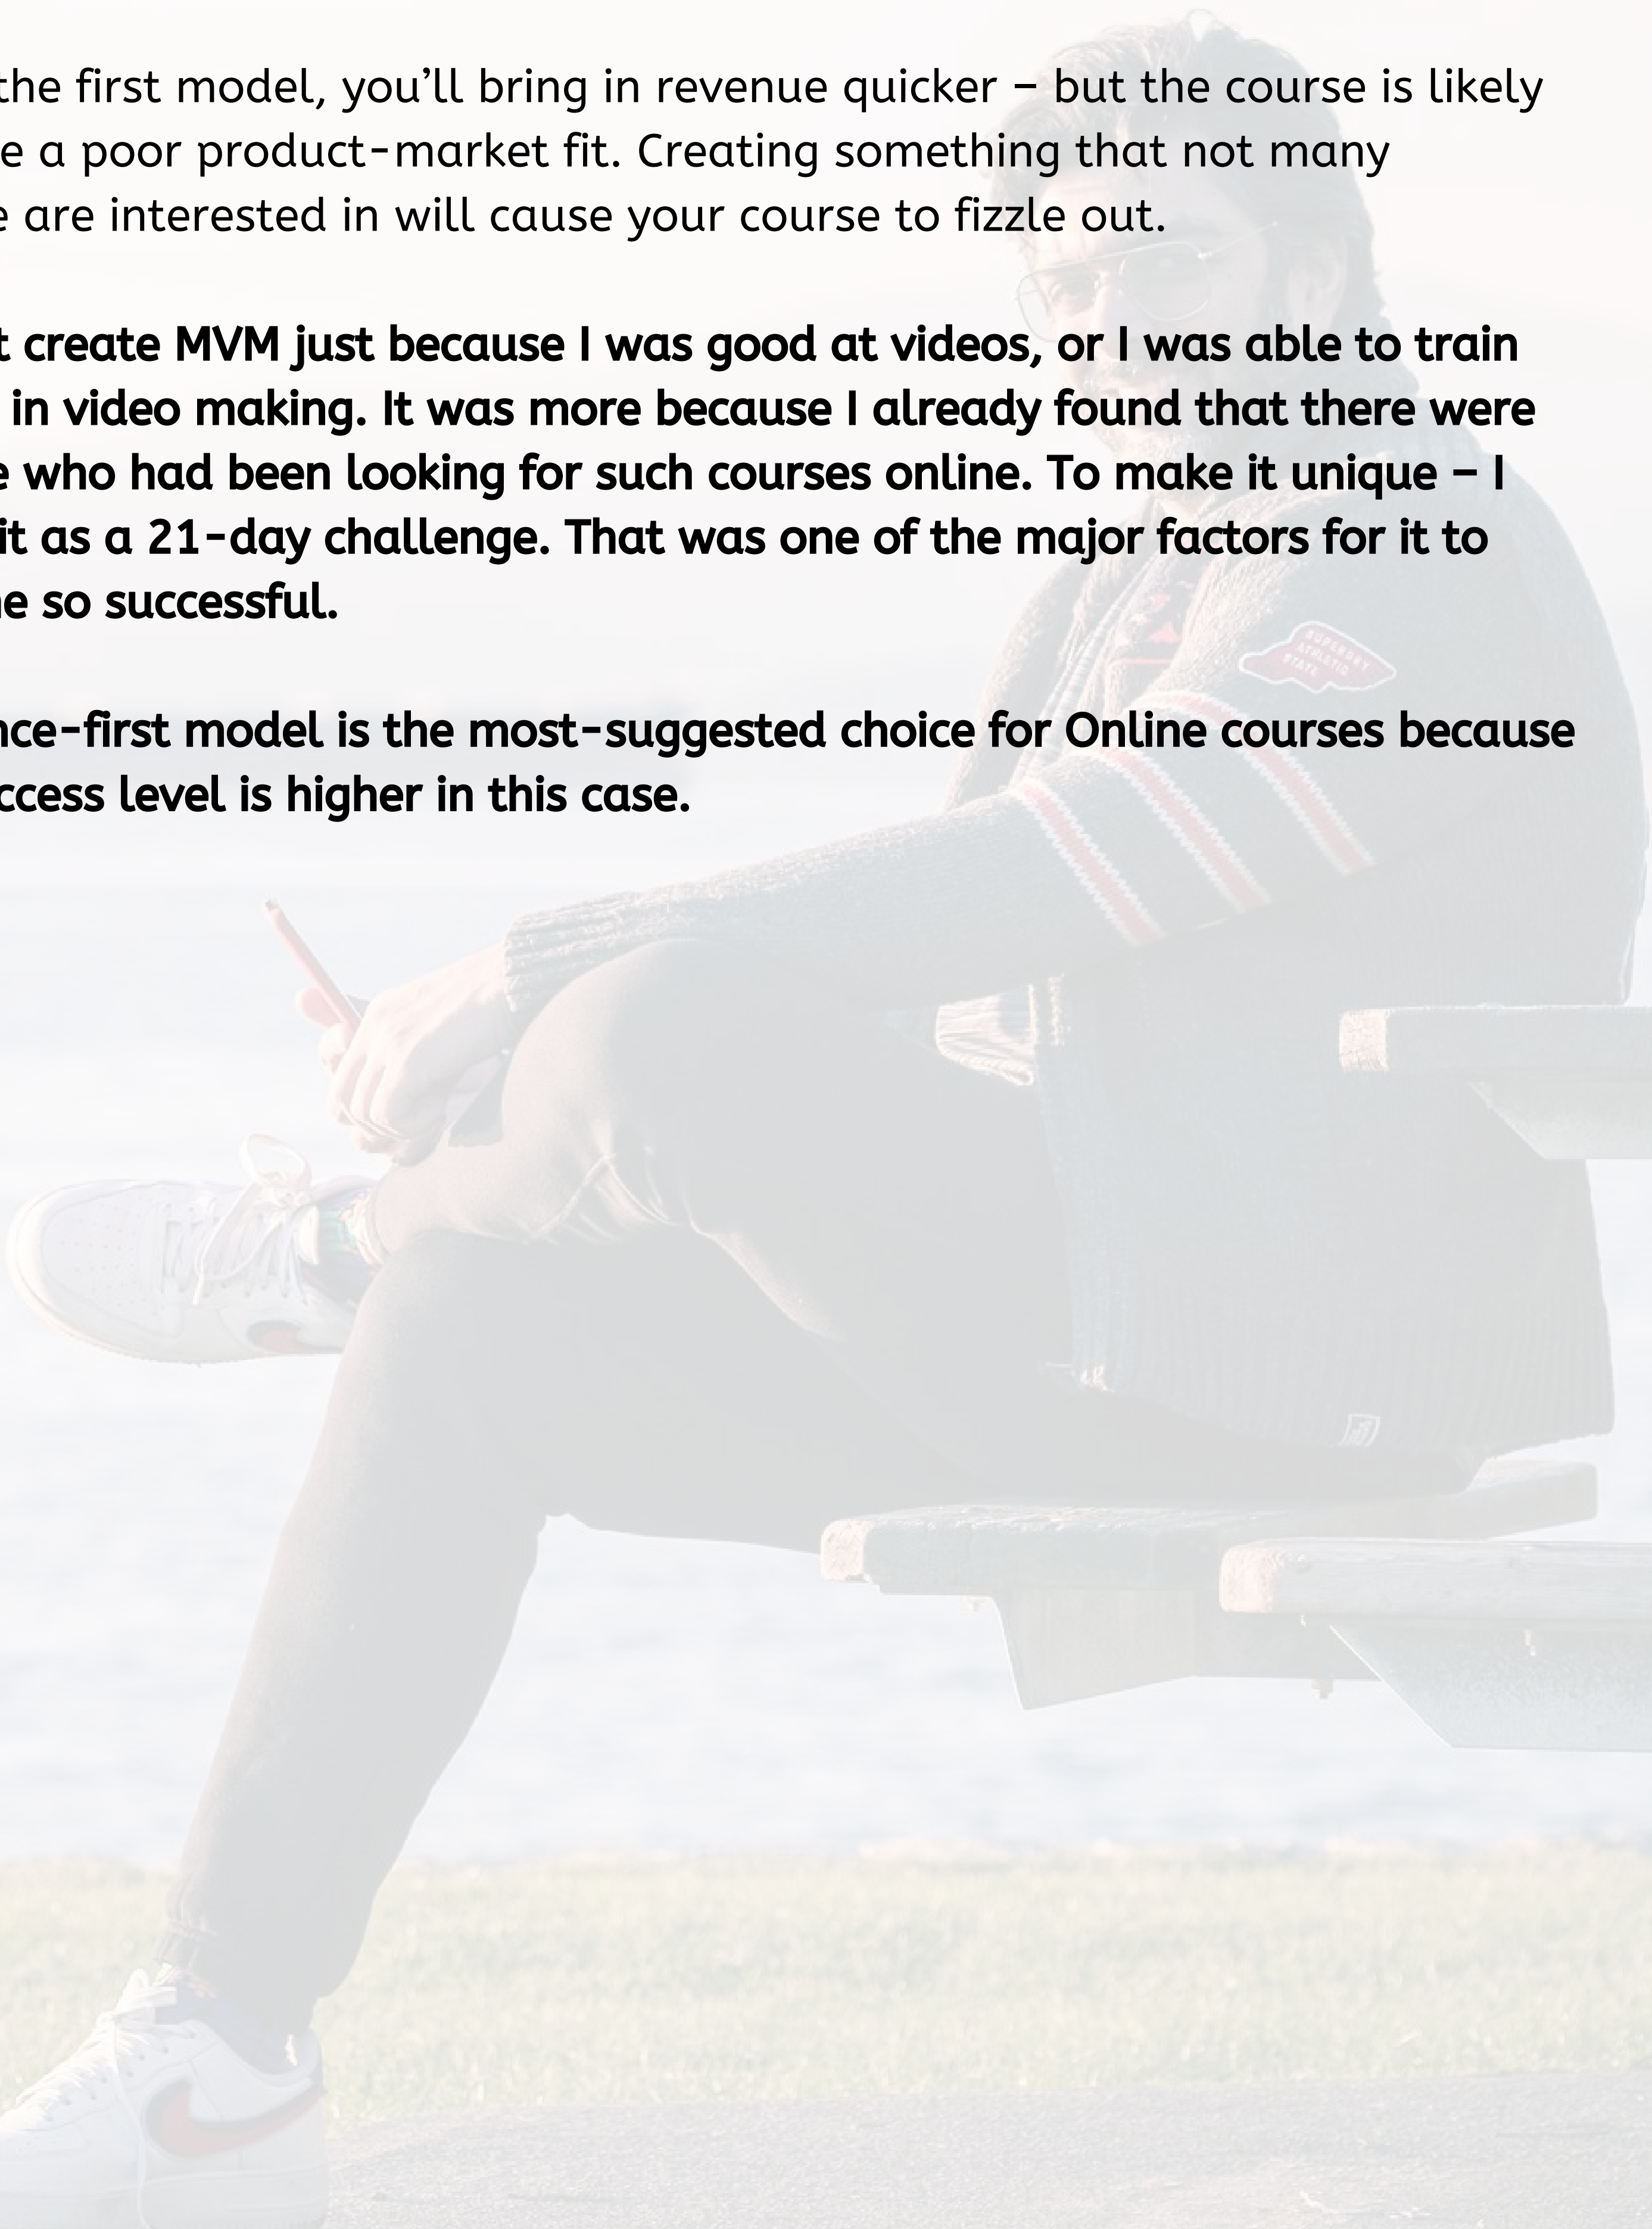 the first model, you’ll bring in revenue quicker – but the course is likely
e a poor product-market fit. Creating something that not many
e are interested in will cause your course to fizzle out.
t create MVM just because I was good at videos, or I was able to train
in video making. It was more because I already found that there were
e who had been looking for such courses online. To make it unique – I
it as a 21-day challenge. That was one of the major factors for it to
e so successful.
nce-first model is the most-suggested choice for Online courses because
ccess level is higher in this case.
SUPERDRY
ATHLETIC
STATE